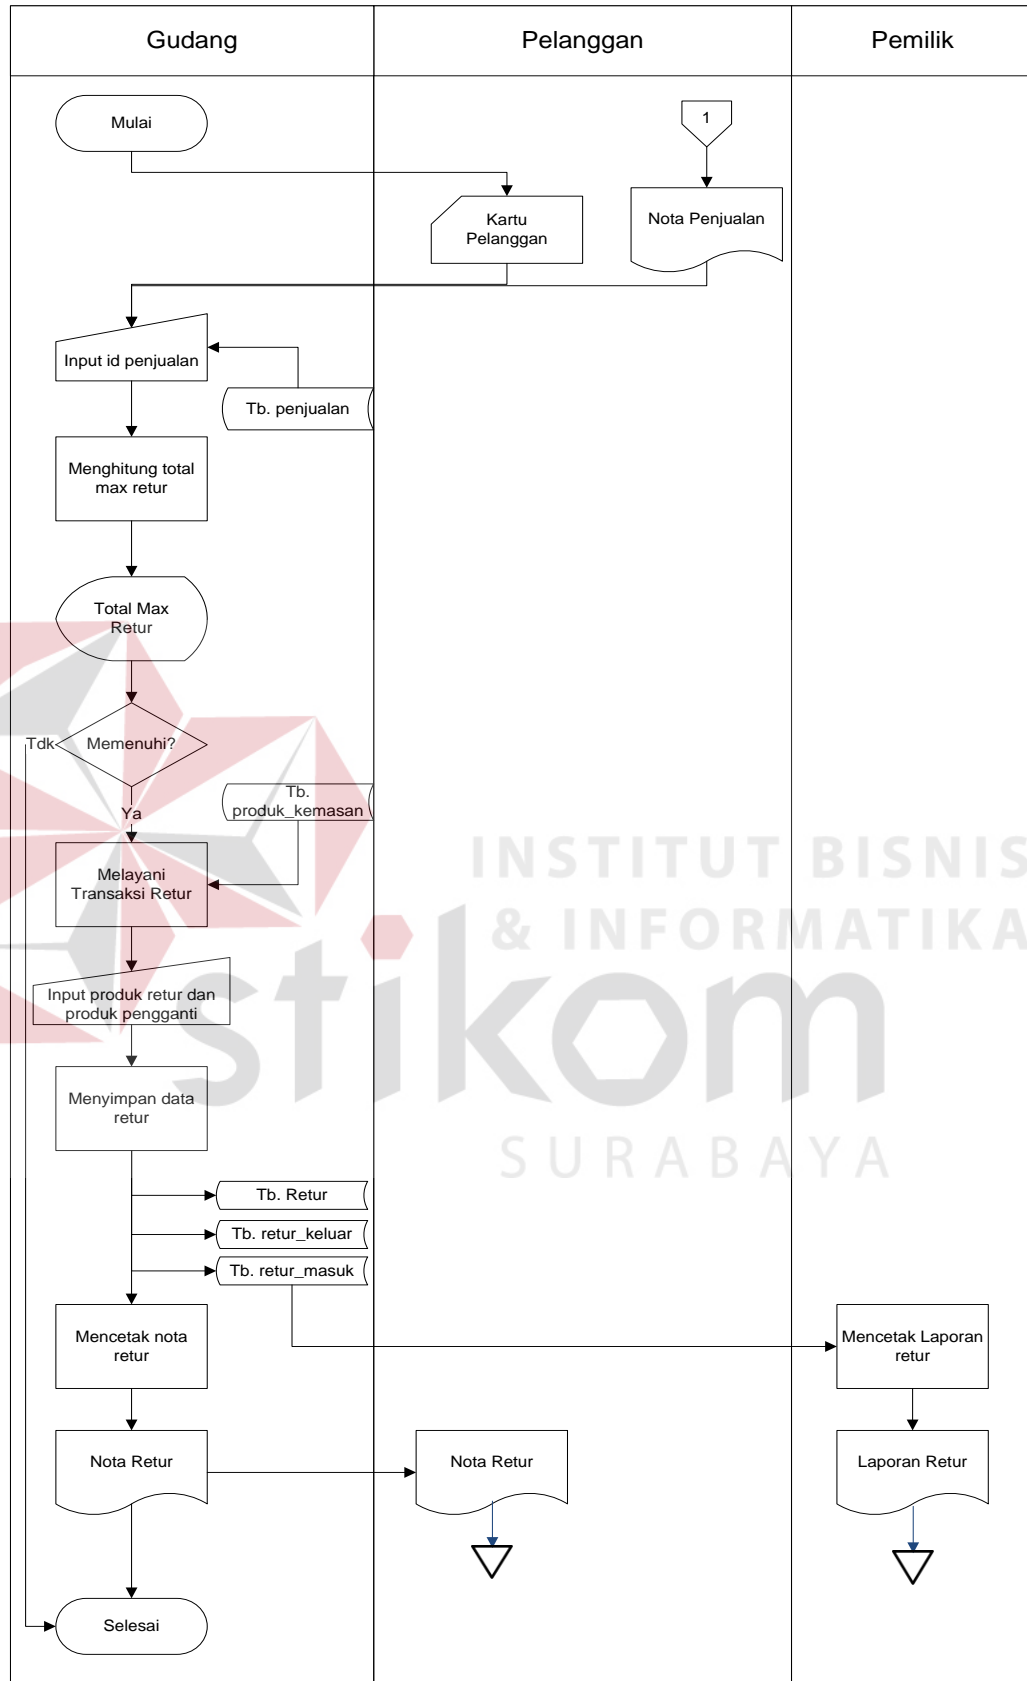 Gudang
Pelanggan
Pemilik
Mulai
1
Kartu
Pelanggan
Nota Penjualan
Input id penjualan
Tb. penjualan
Menghitung total
max retur
Total Max
Retur
Tdk
Memenuhi?
Ya
Tb.
produk_kemasan
Melayani
Transaksi Retur
INSTITUT BISNIS
& INFORMATIKA
stikom
SURABAYA
Input produk retur dan
produk pengganti
Menyimpan data
retur
Tb. Retur
Tb. retur_keluar
Tb. retur_masuk
Mencetak nota
retur
Mencetak Laporan
retur
Nota Retur
Nota Retur
Laporan Retur
Selesai